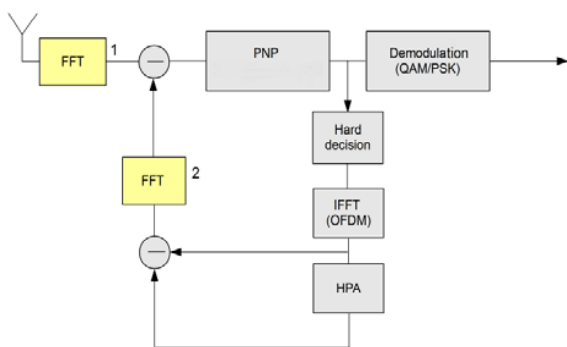 FFT
1
PNP
Demodulation
(QAM/PSK)
Hard
decision
FFT
2
IFFT
(OFDM)
HPA